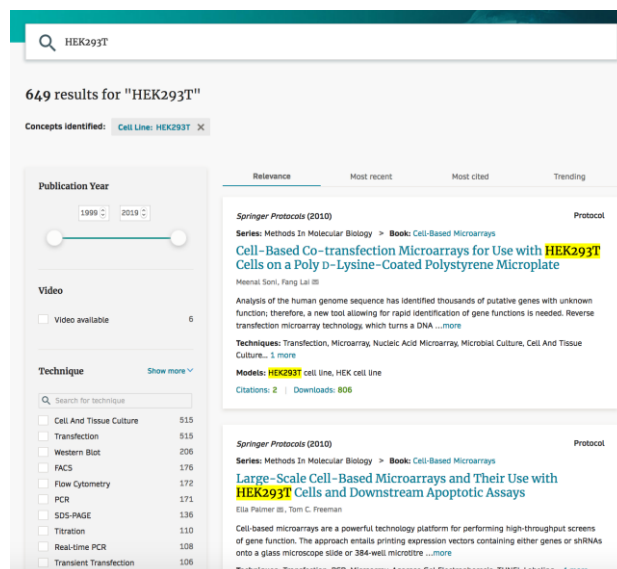 HEK293T
649 results for "HEK293T"
Concepts identified: Cell Line: HEK293T X
Publication Year
1999 2019
Video
Video available 6
Technique Show more
Search for technique
Cell And Tissue Culture 515
Transfection 515
Western Blot 206
FACS 176
Flow Cytometry 172
PCR 171
SDS-PAGE 136
Titration 110
Real-time PCR 108
Transient Transfection 106
Relevance Most recent Most cited Trending
Springer Protocols (2010) Protocol
Series: Methods In Molecular Biology > Book: Cell-Based Microarrays
Cell-Based Co-transfection Microarrays for Use with HEK293T
Cells on a Poly D-Lysine-Coated Polystyrene Microplate
Meenal Soni, Fang Lai
Analysis of the human genome sequence has identified thousands of putative genes with unknown
function; therefore, a new tool allowing for rapid identification of gene functions is needed. Reverse
transfection microarray technology, which turns a DNA ...more
Techniques: Transfection, Microarray, Nucleic Acid Microarray, Microbial Culture, Cell And Tissue
Culture... 1 more
Models: HEK293T cell line, HEK cell line
Citations: 2 | Downloads: 806
Springer Protocols (2010) Protocol
Series: Methods In Molecular Biology > Book: Cell-Based Microarrays
Large-Scale Cell-Based Microarrays and Their Use with
HEK293T Cells and Downstream Apoptotic Assays
Ella Palmer, Tom C. Freeman
Cell-based microarrays are a powerful technology platform for performing high-throughput screens
of gene function. The approach entails printing expression vectors containing either genes or shRNAs
onto a glass microscope slide or 384-well microtitre ...more